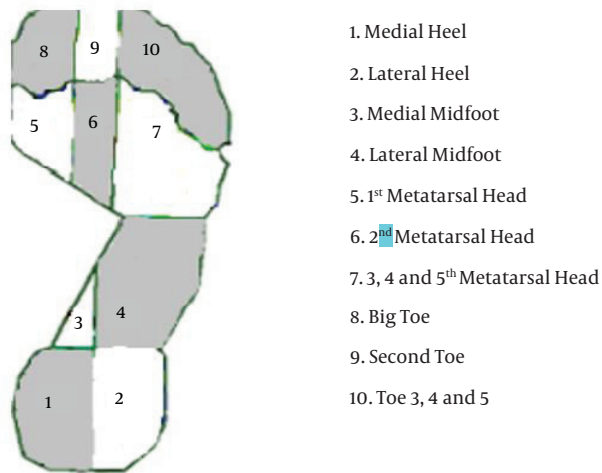 8
9
10
5
6
7
3
4
1
2
1. Medial Heel
2. Lateral Heel
3. Medial Midfoot
4. Lateral Midfoot
5. 1st Metatarsal Head
6. 2nd Metatarsal Head
7. 3, 4 and 5th Metatarsal Head
8. Big Toe
9. Second Toe
10. Toe 3, 4 and 5